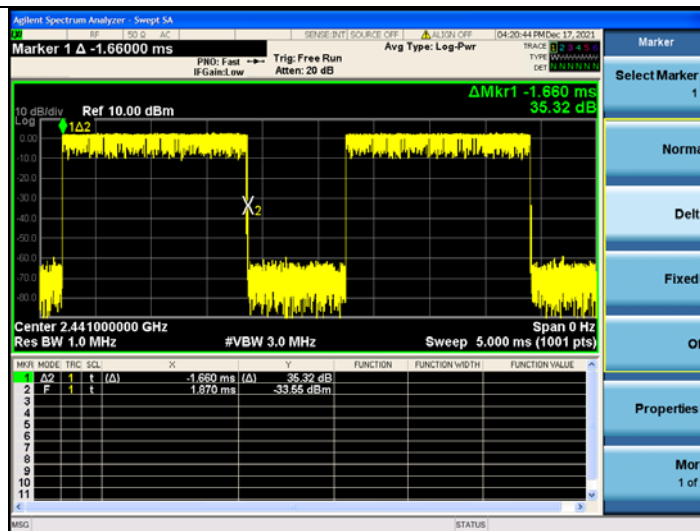 Agilent Spectrum Analyzer - Swept SA
RF 50 Ω AC SENSE:INT SOURCE OFF ALIGN OFF 04:20:44 PM Dec 17, 2021
Marker 1 Δ -1.66000 ms
PNO: Fast Trig: Free Run Avg Type: Log-Pwr TRACE 1 2 3 4 5 6
IFGain:Low Atten: 20 dB TYPE
DET N N N N N N
ΔMkr1 -1.660 ms
35.32 dB
10 dB/div Ref 10.00 dBm
Log
1Δ2
0.00
-10.0
-20.0
-30.0
2
-40.0
-50.0
-60.0
-70.0
-80.0
Center 2.441000000 GHz Span 0 Hz
Res BW 1.0 MHz #VBW 3.0 MHz Sweep 5.000 ms (1001 pts)
MKR MODE TRC SCL X Y FUNCTION FUNCTION WIDTH FUNCTION VALUE
1 Δ2 1 t (Δ) -1.660 ms (Δ) 35.32 dB
2 F 1 t 1.870 ms -33.55 dBm
3
4
5
6
7
8
9
10
11
MSG STATUS
Marker
Select Marker
1
Norma
Delt
Fixed
Of
Properties
Mor
1 of